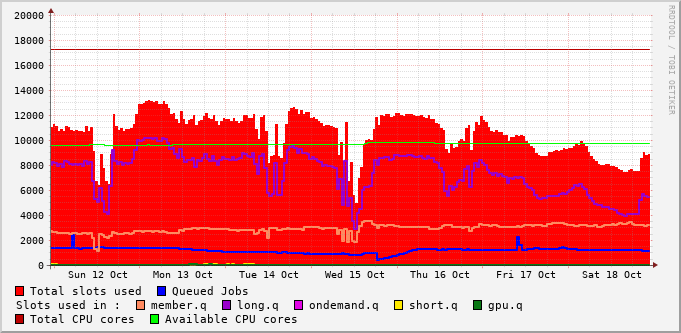 20000
18000
16000
14000
12000
10000
8000
6000
4000
2000
0
Sun 12 Oct Mon 13 Oct Tue 14 Oct Wed 15 Oct Thu 16 Oct Fri 17 Oct Sat 18 Oct
RRDTOOL / TOBI OETIKER
Total slots used Queued Jobs
Slots used in : member.q long.q ondemand.q short.q gpu.q
Total CPU cores Available CPU cores